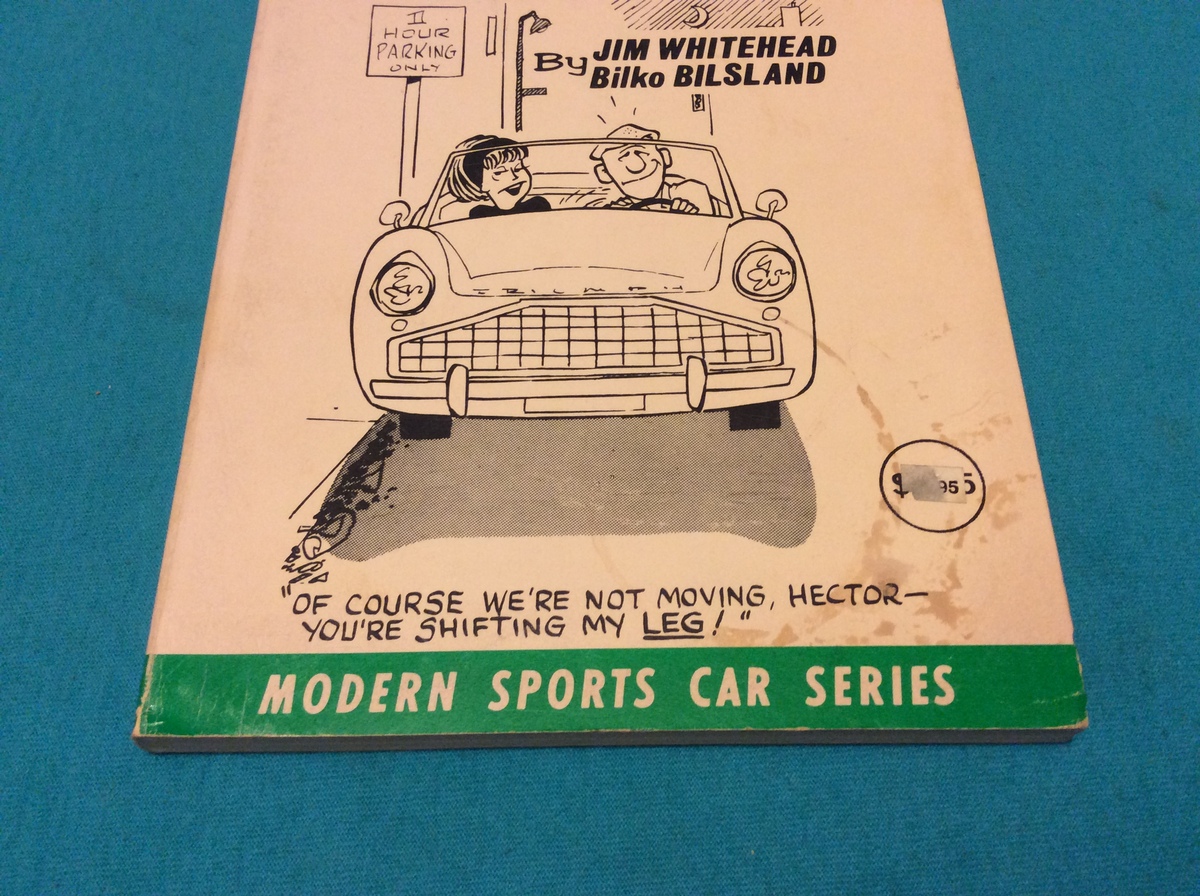 II
HOUR
PARKING
ONLY
By JIM WHITEHEAD
Bilko BILSLAND
TRIUMPH
"OF COURSE WE'RE NOT MOVING, HECTOR—
YOU'RE SHIFTING MY LEG! "
MODERN SPORTS CAR SERIES